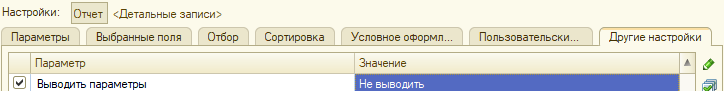 Настройки: Отчет <Детальные записи>
Параметры Выбранные поля Отбор Сортировка Условное оформл... Пользовательски... Другие настройки
Параметр Значение
Выводить параметры Не выводить